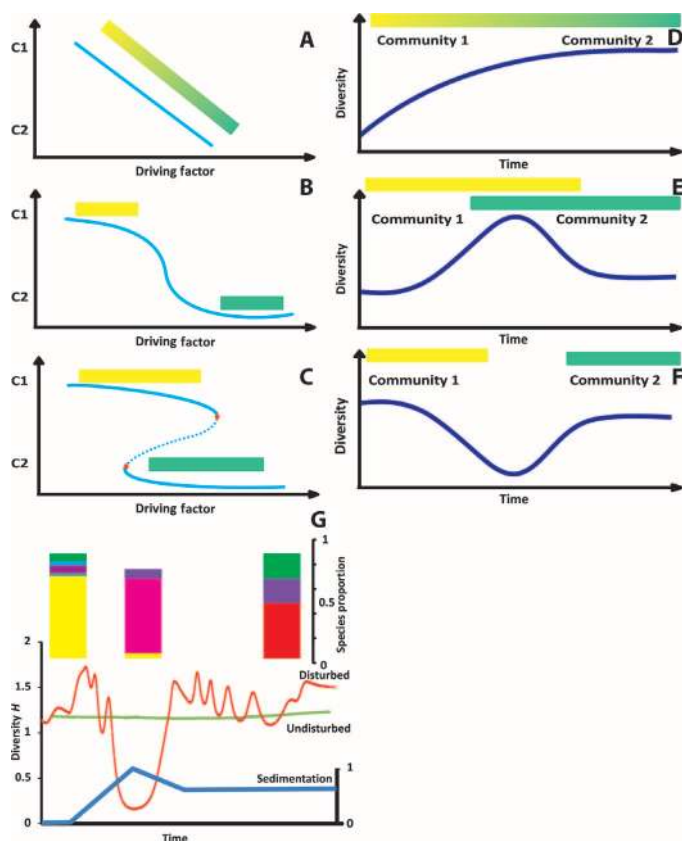 C1
A
C2
Driving factor
D
Community 1
Community 2
Diversity
Time
B
C1
C2
Driving factor
E
Community 1
Community 2
Diversity
Time
C
C1
C2
Driving factor
F
Community 1
Community 2
Diversity
Time
G
1
0.5
0
Species proportion
2
1.5
1
0.5
0
Diversity H
Disturbed
Undisturbed
Sedimentation
1
0
Time